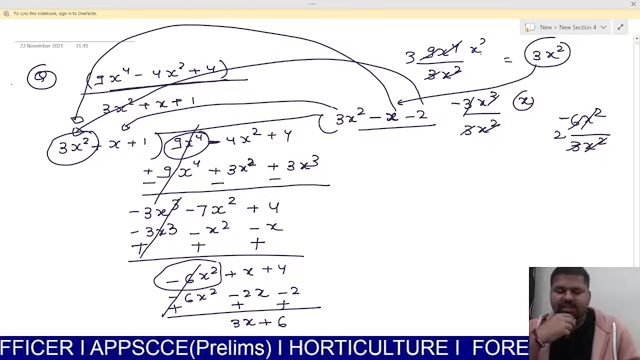 To sync this notebook, sign in to OneNote.
New > New Section 4
22 November 2021 11:41
Q (9x⁴ - 4x² + 4)
3x² + x + 1
3 9x⁴ x² = 3x²
3x²
3x² - x + 1 ) 9x⁴ - 4x² + 4 ( 3x² - x - 2
-3x³ x
3x²
-6x²
2 3x²
+ 9x⁴ + 3x² + 3x³
- - -
-3x³ - 7x² + 4
-3x³ - x² - x
+ + +
-6x² + x + 4
-6x² - 2x - 2
+ + +
3x + 6
FFICER I APPSCCE(Prelims) I HORTICULTURE I FORE